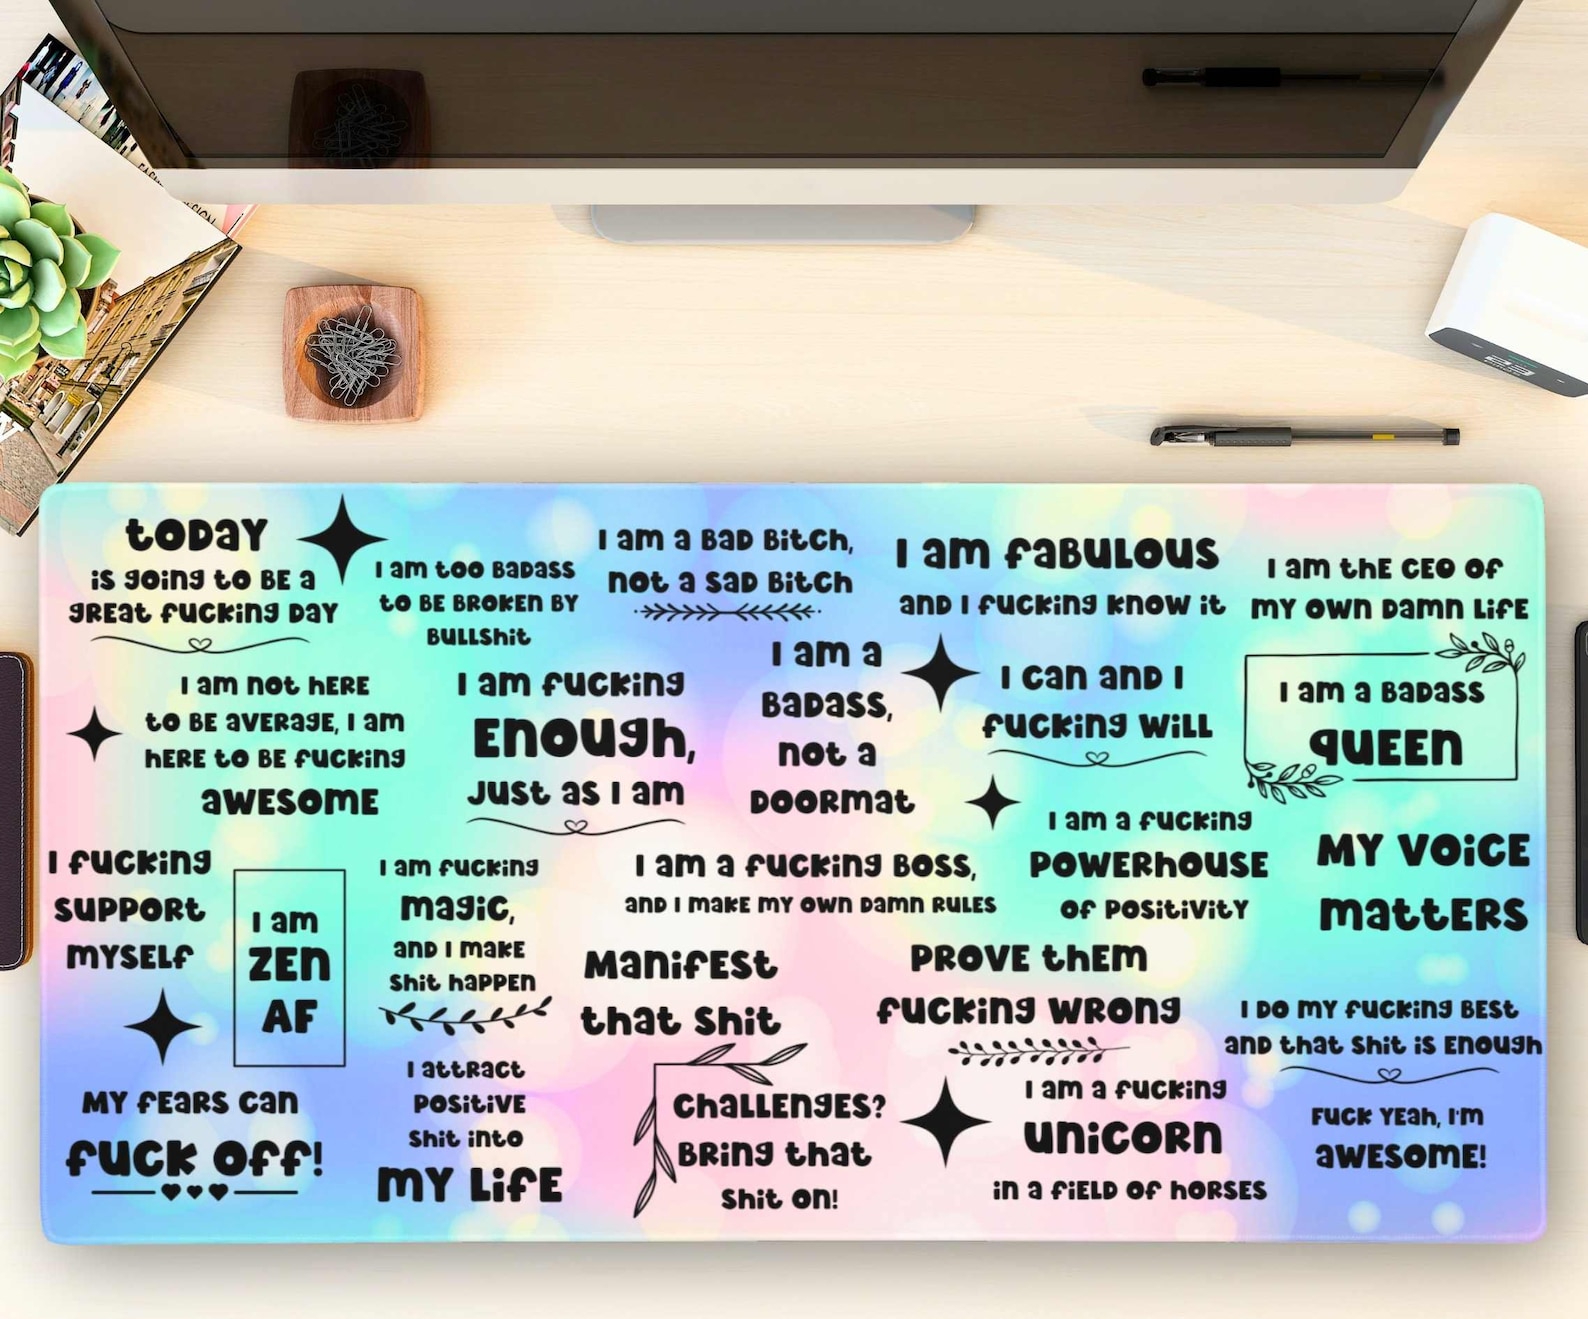 TODAY
is going to be a
great fucking day
I am too badass
to be broken by
bullshit
I am a bad bitch,
not a sad bitch
I am fabulous
and I fucking know it
I am the CEO of
my own damn life
I am not here
to be average, I am
here to be fucking
awesome
I am fucking
enough,
just as I am
I am a
badass,
not a
doormat
I can and I
fucking will
I am a badass
queen
I fucking
support
myself
I am
zen
AF
I am fucking
magic,
and I make
shit happen
I am a fucking boss,
and I make my own damn rules
I am a fucking
powerhouse
of positivity
My voice
matters
Manifest
that shit
Prove them
fucking wrong
I do my fucking best
and that shit is enough
My fears can
fuck off!
I attract
positive
shit into
my life
Challenges?
Bring that
shit on!
I am a fucking
unicorn
in a field of horses
Fuck yeah, I'm
awesome!